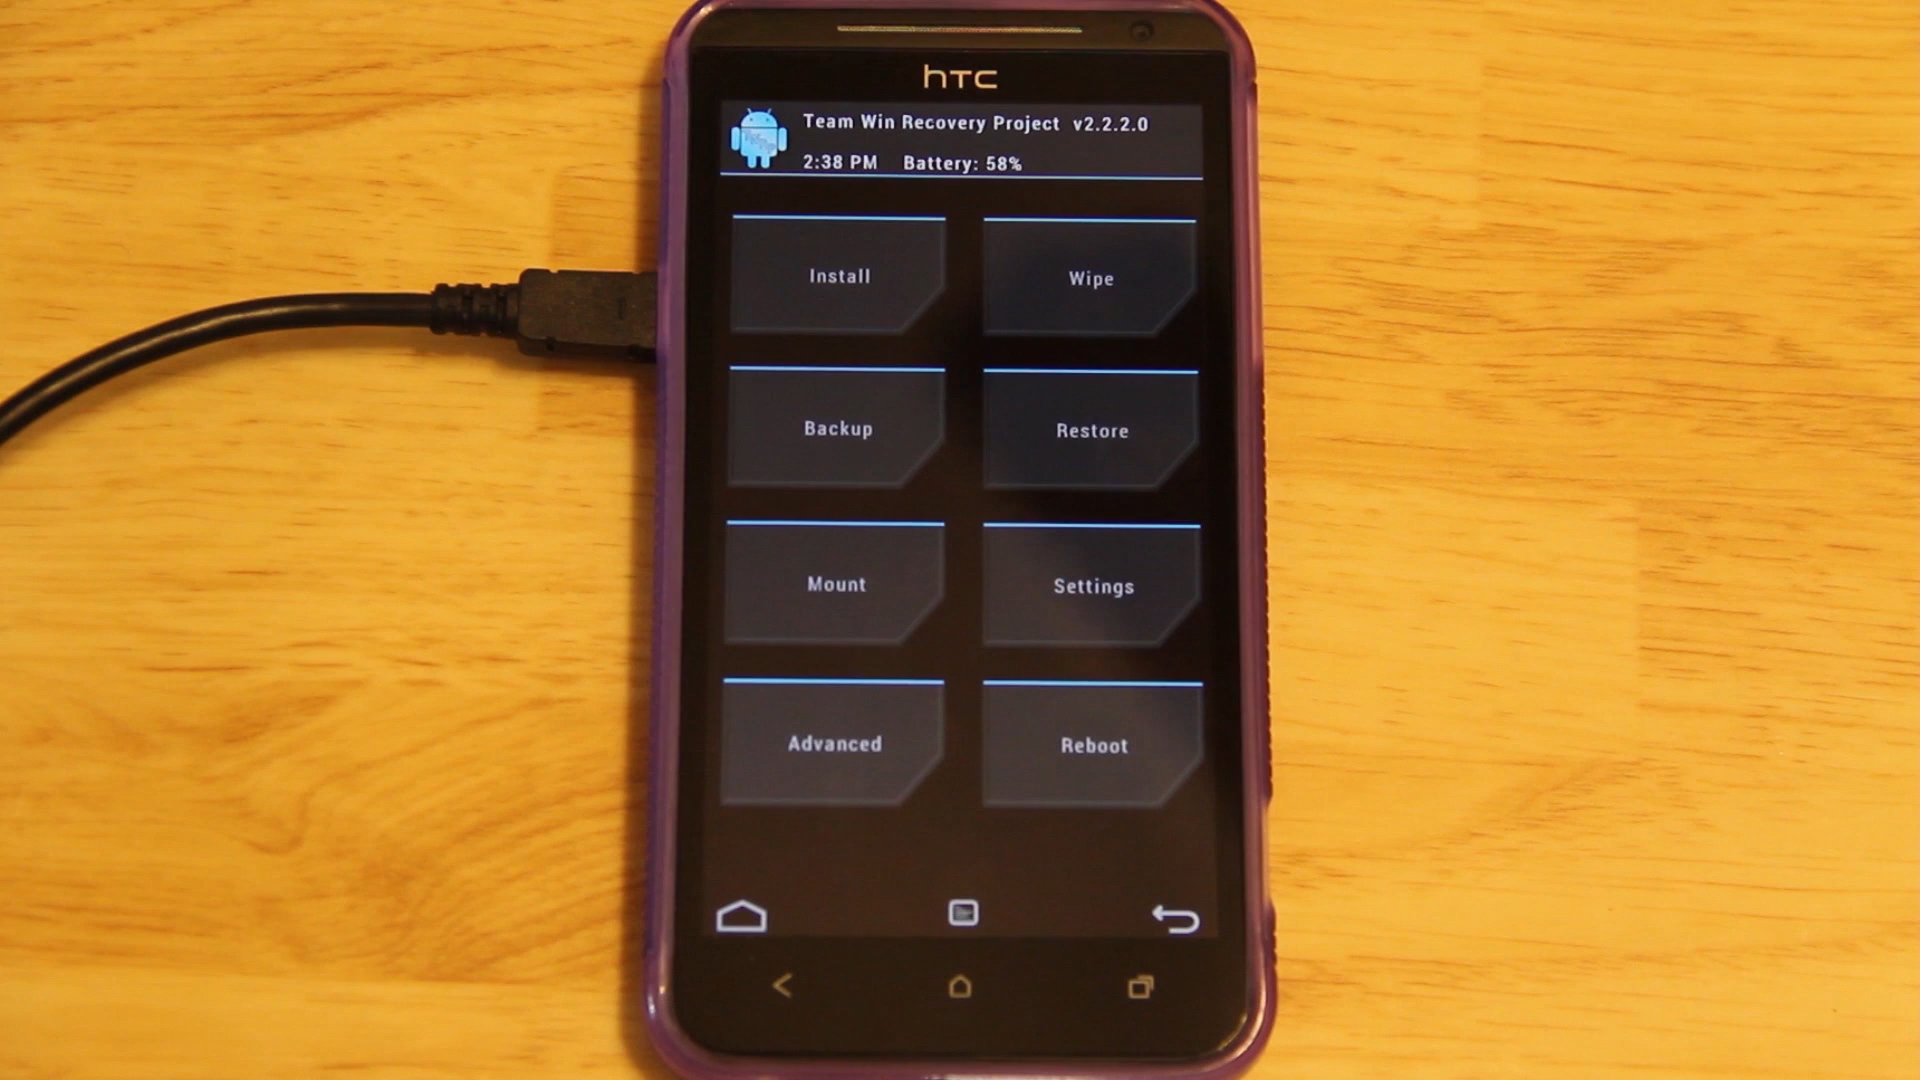 hTC
Team Win Recovery Project v2.2.2.0
2:38 PM Battery: 58%
Install
Wipe
Backup
Restore
Mount
Settings
Advanced
Reboot